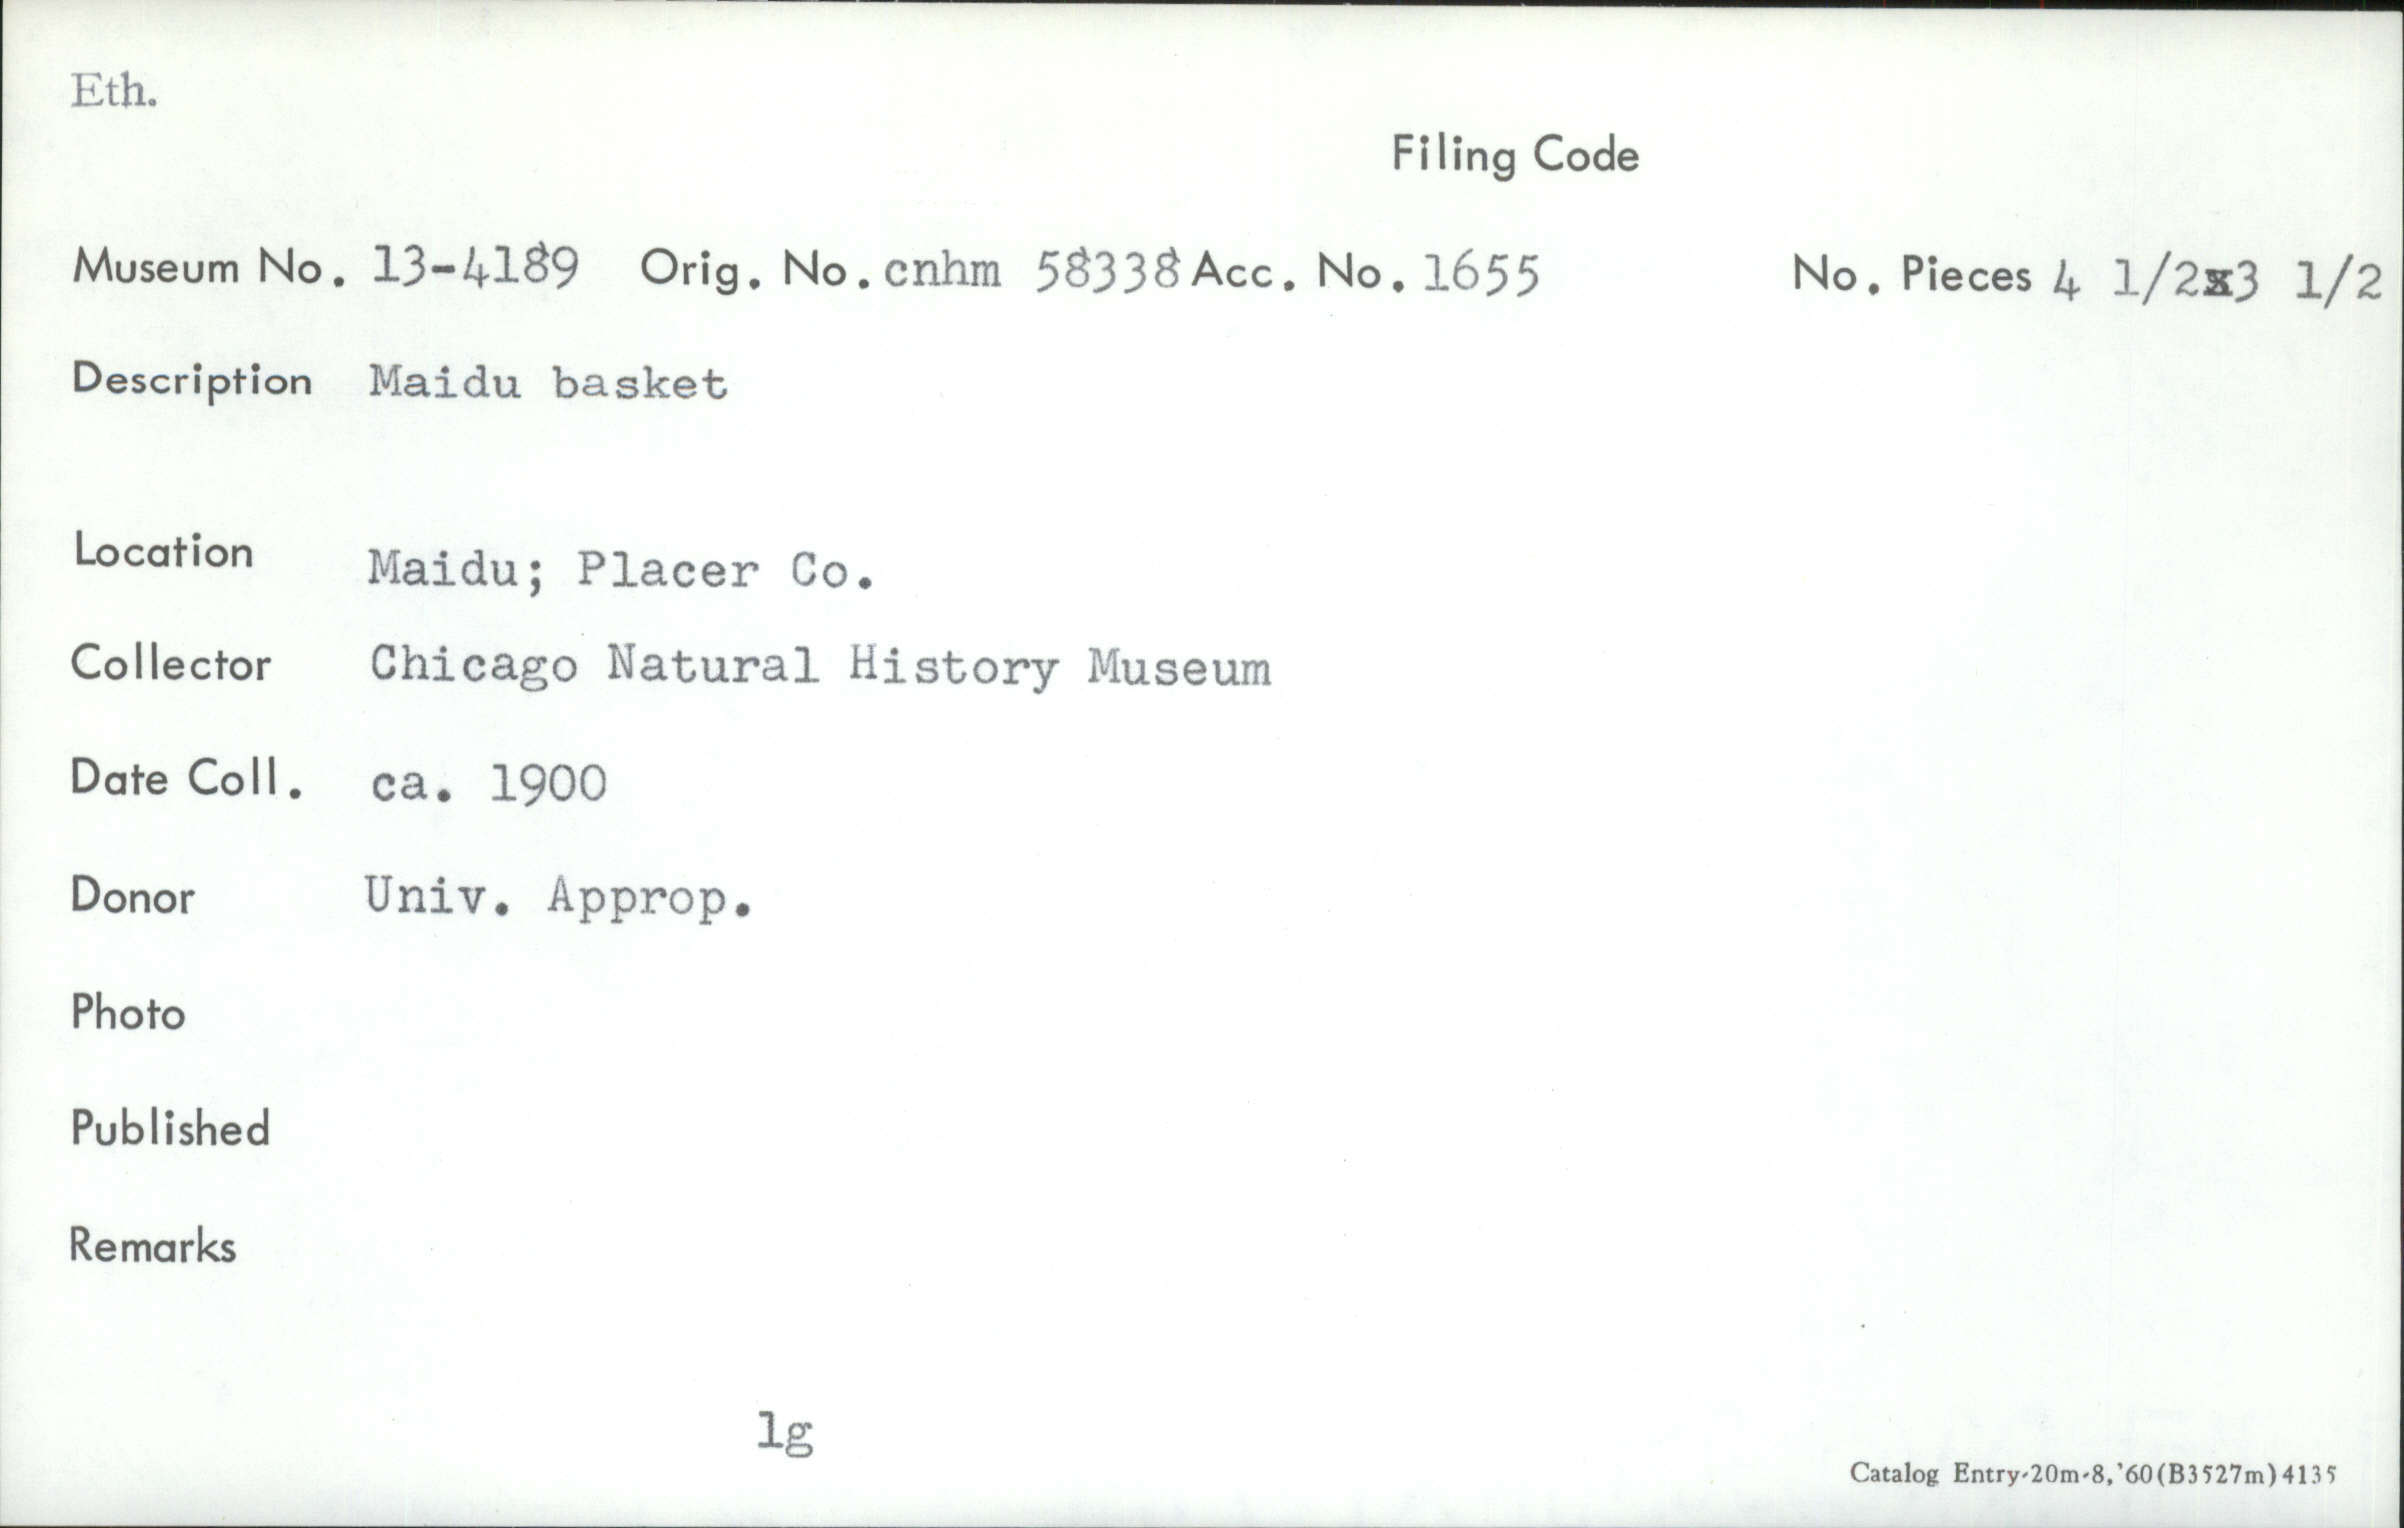 Eth.
Filing Code
Museum No. 13-4189 Orig. No. cnhm 58338 Acc. No. 1655 No. Pieces 4 1/2x3 1/2
Description Maidu basket
Location Maidu; Placer Co.
Collector Chicago Natural History Museum
Date Coll. ca. 1900
Donor Univ. Approp.
Photo
Published
Remarks
lg
Catalog Entry-20m-8,'60(B3527m)4135